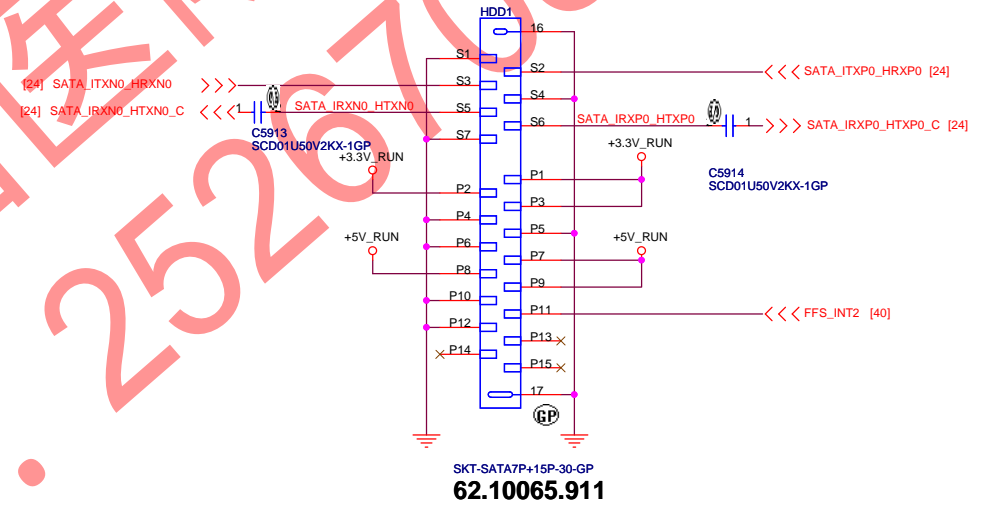 HDD1
16
S1
S2
SATA_ITXP0_HRXP0 [24]
[24] SATA_ITXN0_HRXN0
S3
S4
[24] SATA_IRXN0_HTXN0_C
1
SATA_IRXN0_HTXN0
S5
S6
SATA_IRXP0_HTXP0
1
SATA_IRXP0_HTXP0_C [24]
C5913
SCD01U50V2KX-1GP
S7
+3.3V_RUN
+3.3V_RUN
C5914
SCD01U50V2KX-1GP
P1
P2
P3
P4
P5
+5V_RUN
+5V_RUN
P6
P7
P8
P9
P10
P11
FFS_INT2 [40]
P12
P13
P14
P15
17
GP
SKT-SATA7P+15P-30-GP
62.10065.911